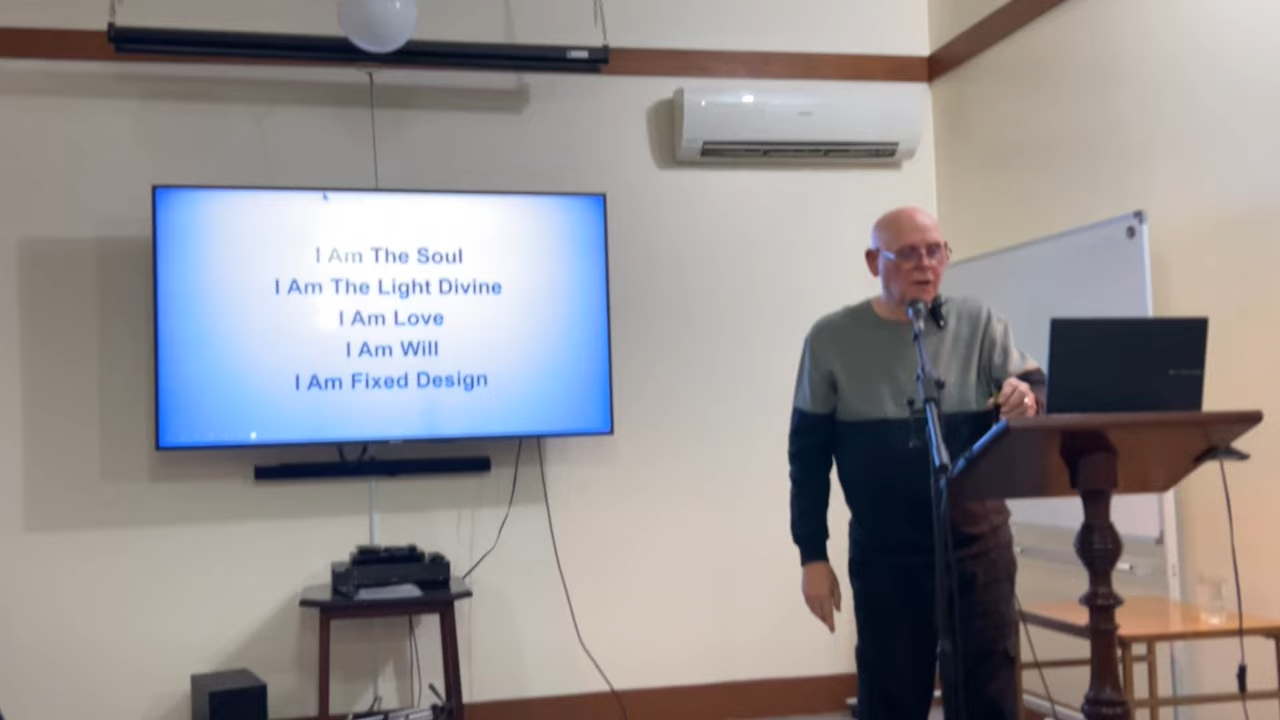 I Am The Soul
I Am The Light Divine
I Am Love
I Am Will
I Am Fixed Design